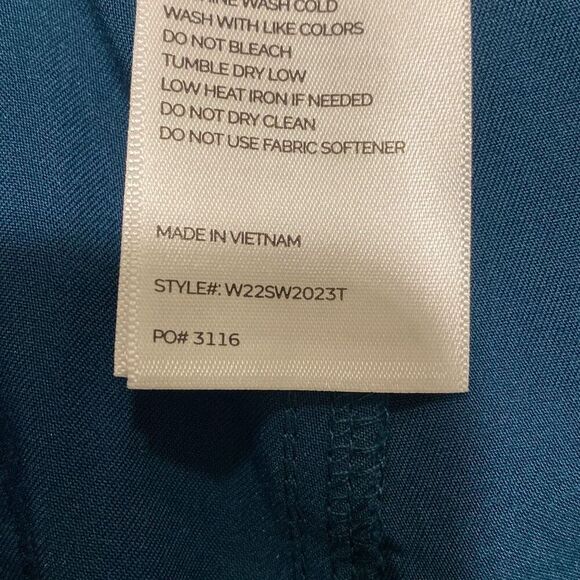 WASH COLD
WASH WITH LIKE COLORS
DO NOT BLEACH
TUMBLE DRY LOW
LOW HEAT IRON IF NEEDED
DO NOT DRY CLEAN
DO NOT USE FABRIC SOFTENER
MADE IN VIETNAM
STYLE#: W22SW2023T
PO# 3116